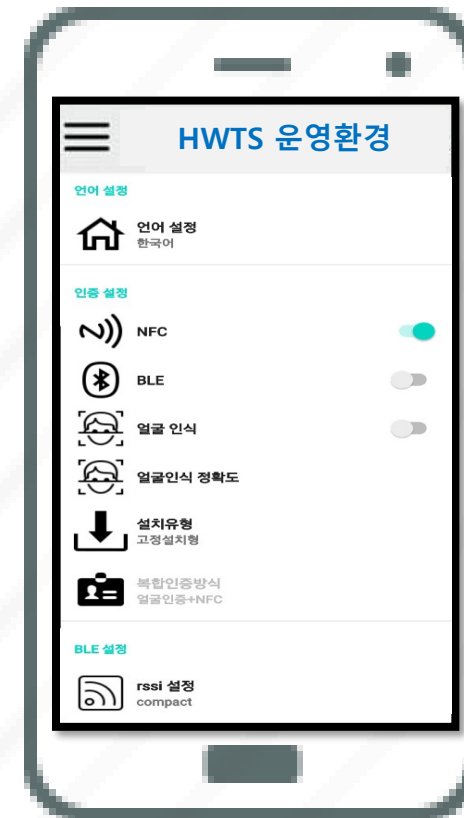 HWTS 운영환경
언어 설정
언어 설정
한국어
인증 설정
NFC
BLE
얼굴 인식
얼굴인식 정확도
설치유형
고정설치형
복합인증방식
얼굴인증+NFC
BLE 설정
rssi 설정
compact